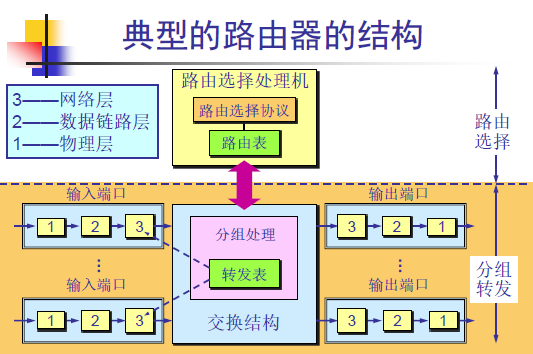 典型的路由器的结构
3——网络层
2——数据链路层
1——物理层
路由选择处理机
路由选择协议
路由表
路由
选择
输入端口
1 2 3
⋮
输入端口
1 2 3
分组处理
转发表
交换结构
输出端口
3 2 1
⋮
输出端口
3 2 1
分组
转发